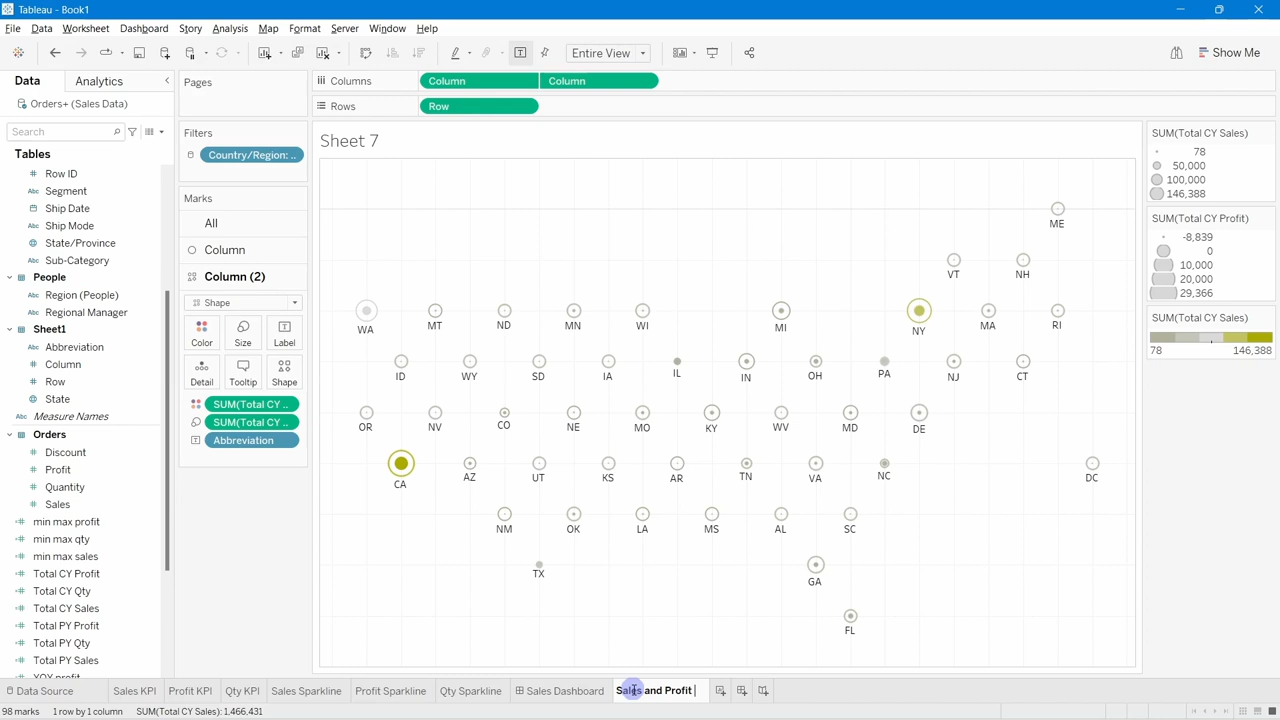 Tableau - Book1
File Data Worksheet Dashboard Story Analysis Map Format Server Window Help
Entire View
Show Me
Data Analytics
Orders+ (Sales Data)
Search
Tables
Row ID
Abc Segment
Ship Date
Abc Ship Mode
State/Province
Abc Sub-Category
People
Abc Region (People)
Abc Regional Manager
Sheet1
Abc Abbreviation
Column
Row
State
Abc Measure Names
Orders
Discount
Profit
Quantity
Sales
min max profit
min max qty
min max sales
Total CY Profit
Total CY Qty
Total CY Sales
Total PY Profit
Total PY Qty
Total PY Sales
YOY profit
Pages
Filters
Country/Region: ..
Marks
All
Column
Column (2)
Shape
Color Size Label
Detail Tooltip Shape
SUM(Total CY ..
SUM(Total CY ..
Abbreviation
Columns Column Column
Rows Row
Sheet 7
ME
VT NH
WA MT ND MN WI MI NY MA RI
ID WY SD IA IL IN OH PA NJ CT
OR NV CO NE MO KY WV MD DE
CA AZ UT KS AR TN VA NC DC
NM OK LA MS AL SC
TX GA
FL
SUM(Total CY Sales)
78
50,000
100,000
146,388
SUM(Total CY Profit)
-8,839
0
10,000
20,000
29,366
SUM(Total CY Sales)
78 146,388
Data Source Sales KPI Profit KPI Qty KPI Sales Sparkline Profit Sparkline Qty Sparkline Sales Dashboard Sales and Profit
98 marks 1 row by 1 column SUM(Total CY Sales): 1,466,431